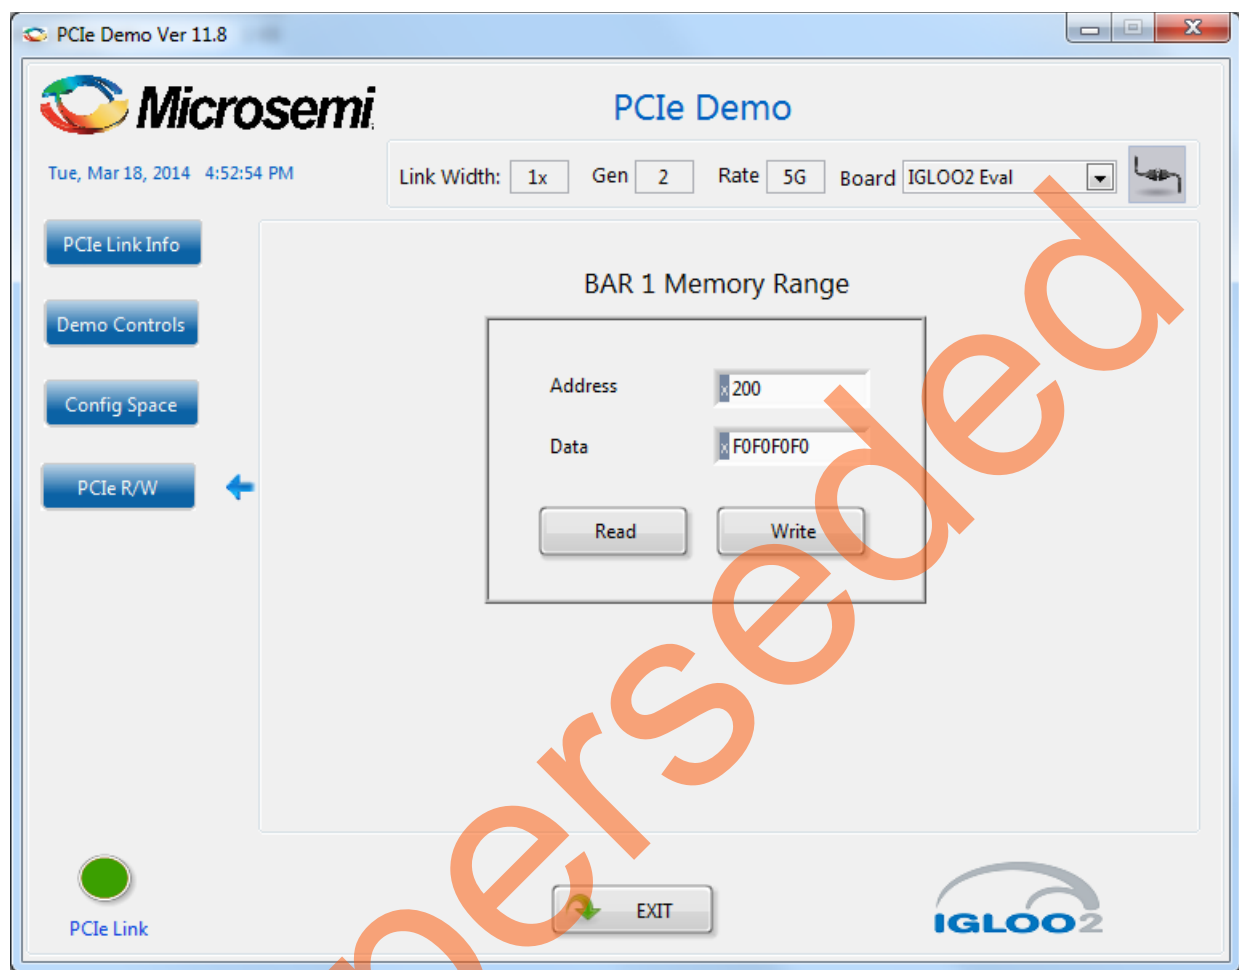 PCIe Demo Ver 11.8
Microsemi
PCIe Demo
Tue, Mar 18, 2014 4:52:54 PM
Link Width: 1x Gen 2 Rate 5G Board IGLOO2 Eval
PCIe Link Info
BAR 1 Memory Range
Demo Controls
Address x 200
Config Space
Data x F0F0F0F0
PCIe R/W
Read Write
EXIT
IGLOO2
PCIe Link
perseded